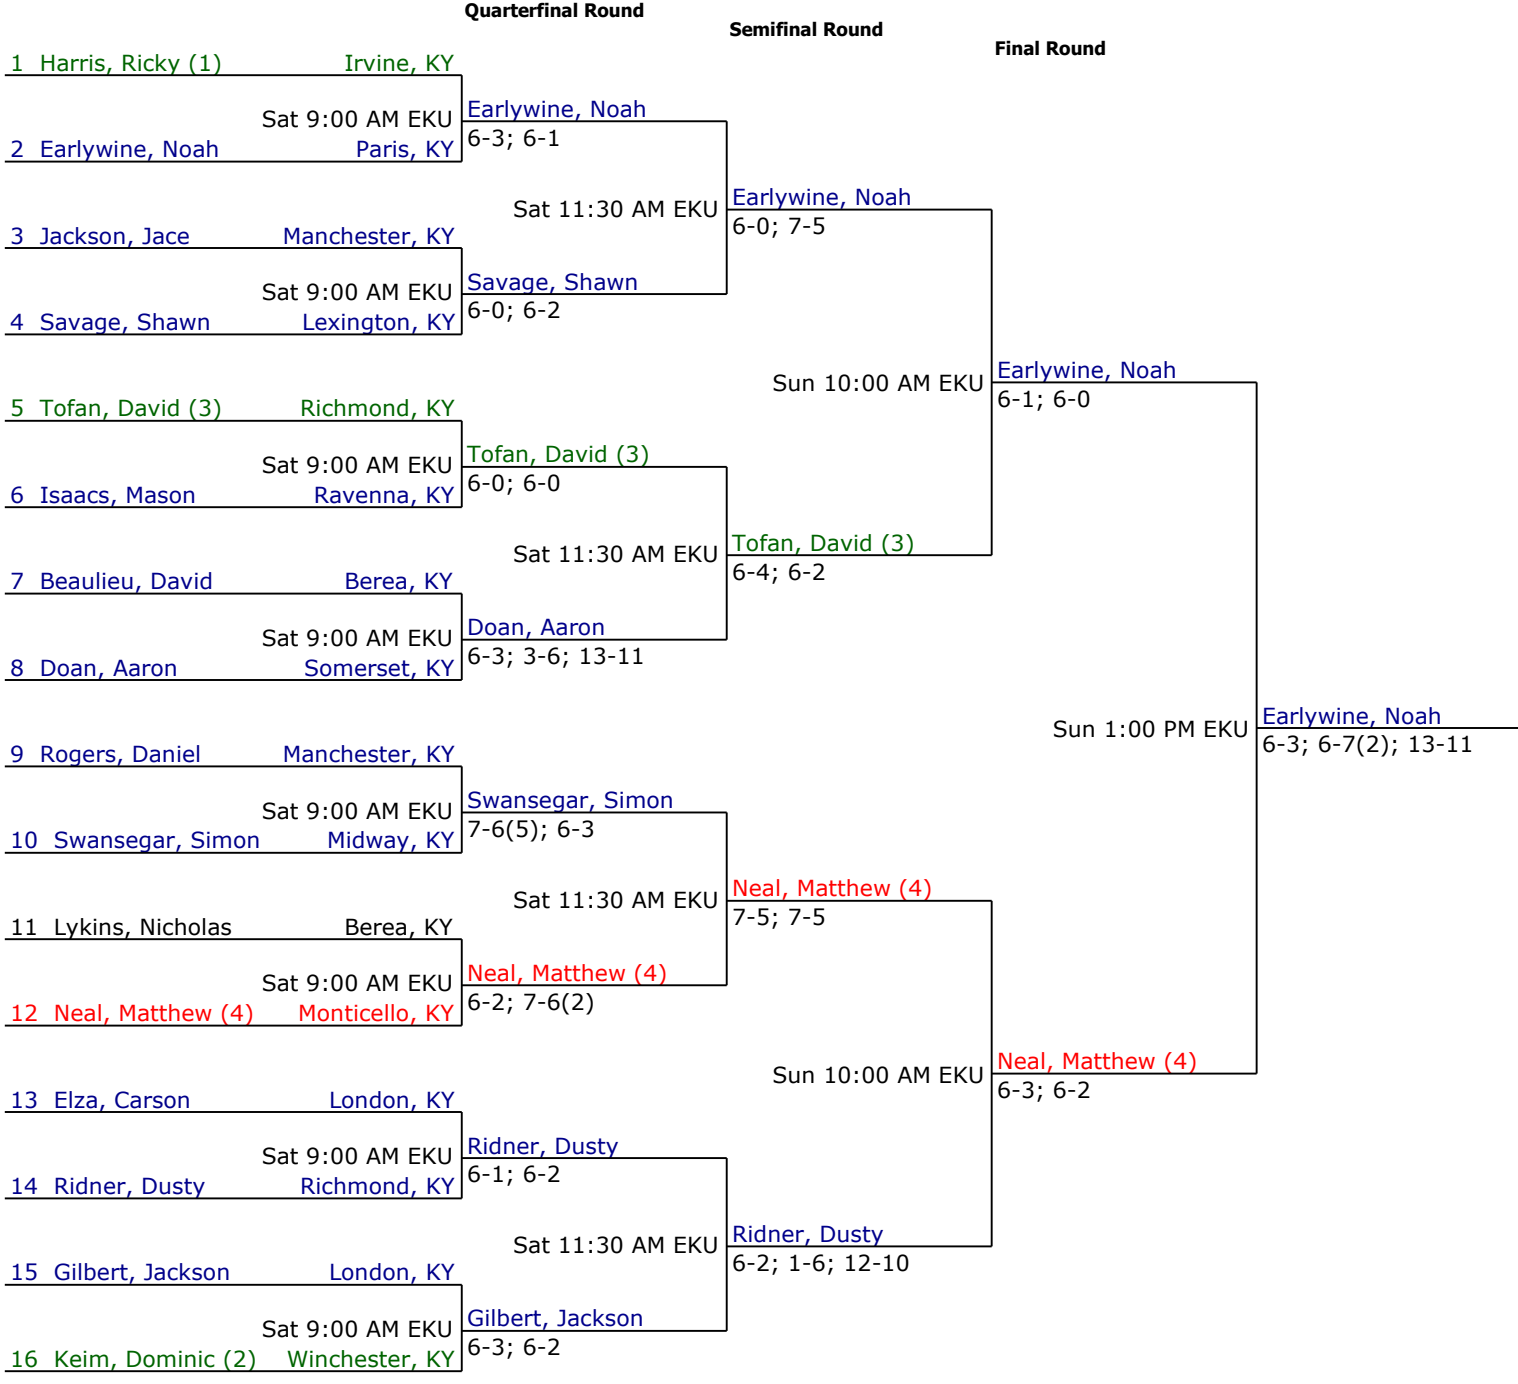 Quarterfinal Round
Semifinal Round
Final Round
1 Harris, Ricky (1) Irvine, KY
Earlywine, Noah
Sat 9:00 AM EKU
6-3; 6-1
2 Earlywine, Noah Paris, KY
Earlywine, Noah
Sat 11:30 AM EKU
6-0; 7-5
3 Jackson, Jace Manchester, KY
Savage, Shawn
Sat 9:00 AM EKU
6-0; 6-2
4 Savage, Shawn Lexington, KY
Earlywine, Noah
Sun 10:00 AM EKU
6-1; 6-0
5 Tofan, David (3) Richmond, KY
Tofan, David (3)
Sat 9:00 AM EKU
6-0; 6-0
6 Isaacs, Mason Ravenna, KY
Tofan, David (3)
Sat 11:30 AM EKU
6-4; 6-2
7 Beaulieu, David Berea, KY
Doan, Aaron
Sat 9:00 AM EKU
6-3; 3-6; 13-11
8 Doan, Aaron Somerset, KY
Earlywine, Noah
Sun 1:00 PM EKU
6-3; 6-7(2); 13-11
9 Rogers, Daniel Manchester, KY
Swansegar, Simon
Sat 9:00 AM EKU
7-6(5); 6-3
10 Swansegar, Simon Midway, KY
Neal, Matthew (4)
Sat 11:30 AM EKU
7-5; 7-5
11 Lykins, Nicholas Berea, KY
Neal, Matthew (4)
Sat 9:00 AM EKU
6-2; 7-6(2)
12 Neal, Matthew (4) Monticello, KY
Neal, Matthew (4)
Sun 10:00 AM EKU
6-3; 6-2
13 Elza, Carson London, KY
Ridner, Dusty
Sat 9:00 AM EKU
6-1; 6-2
14 Ridner, Dusty Richmond, KY
Ridner, Dusty
Sat 11:30 AM EKU
6-2; 1-6; 12-10
15 Gilbert, Jackson London, KY
Gilbert, Jackson
Sat 9:00 AM EKU
6-3; 6-2
16 Keim, Dominic (2) Winchester, KY